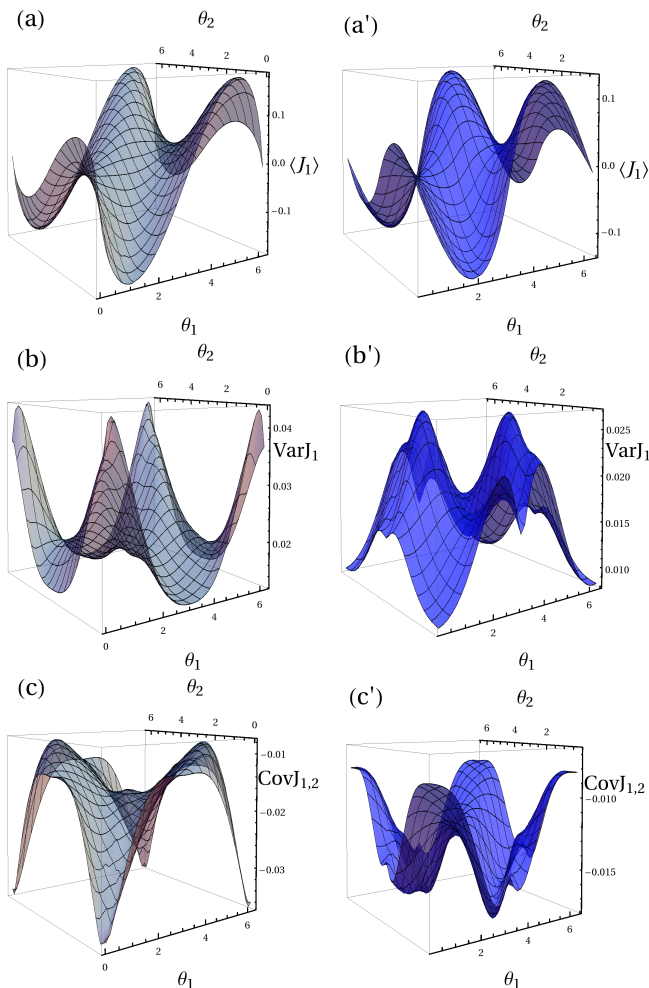 (a)
θ₂
6 4 2 0
0.1
0.0
⟨J₁⟩
−0.1
0 2 4 6
θ₁
(a')
θ₂
6 4 2
0.1
0.0
⟨J₁⟩
−0.1
2 4 6
θ₁
(b)
θ₂
6 4 2 0
0.04
VarJ₁
0.03
0.02
0 2 4 6
θ₁
(b')
θ₂
6 4 2
0.025
VarJ₁
0.020
0.015
0.010
2 4 6
θ₁
(c)
θ₂
6 4 2 0
−0.01
CovJ₁,₂
−0.02
−0.03
0 2 4 6
θ₁
(c')
θ₂
6 4 2
CovJ₁,₂
−0.010
−0.015
2 4 6
θ₁